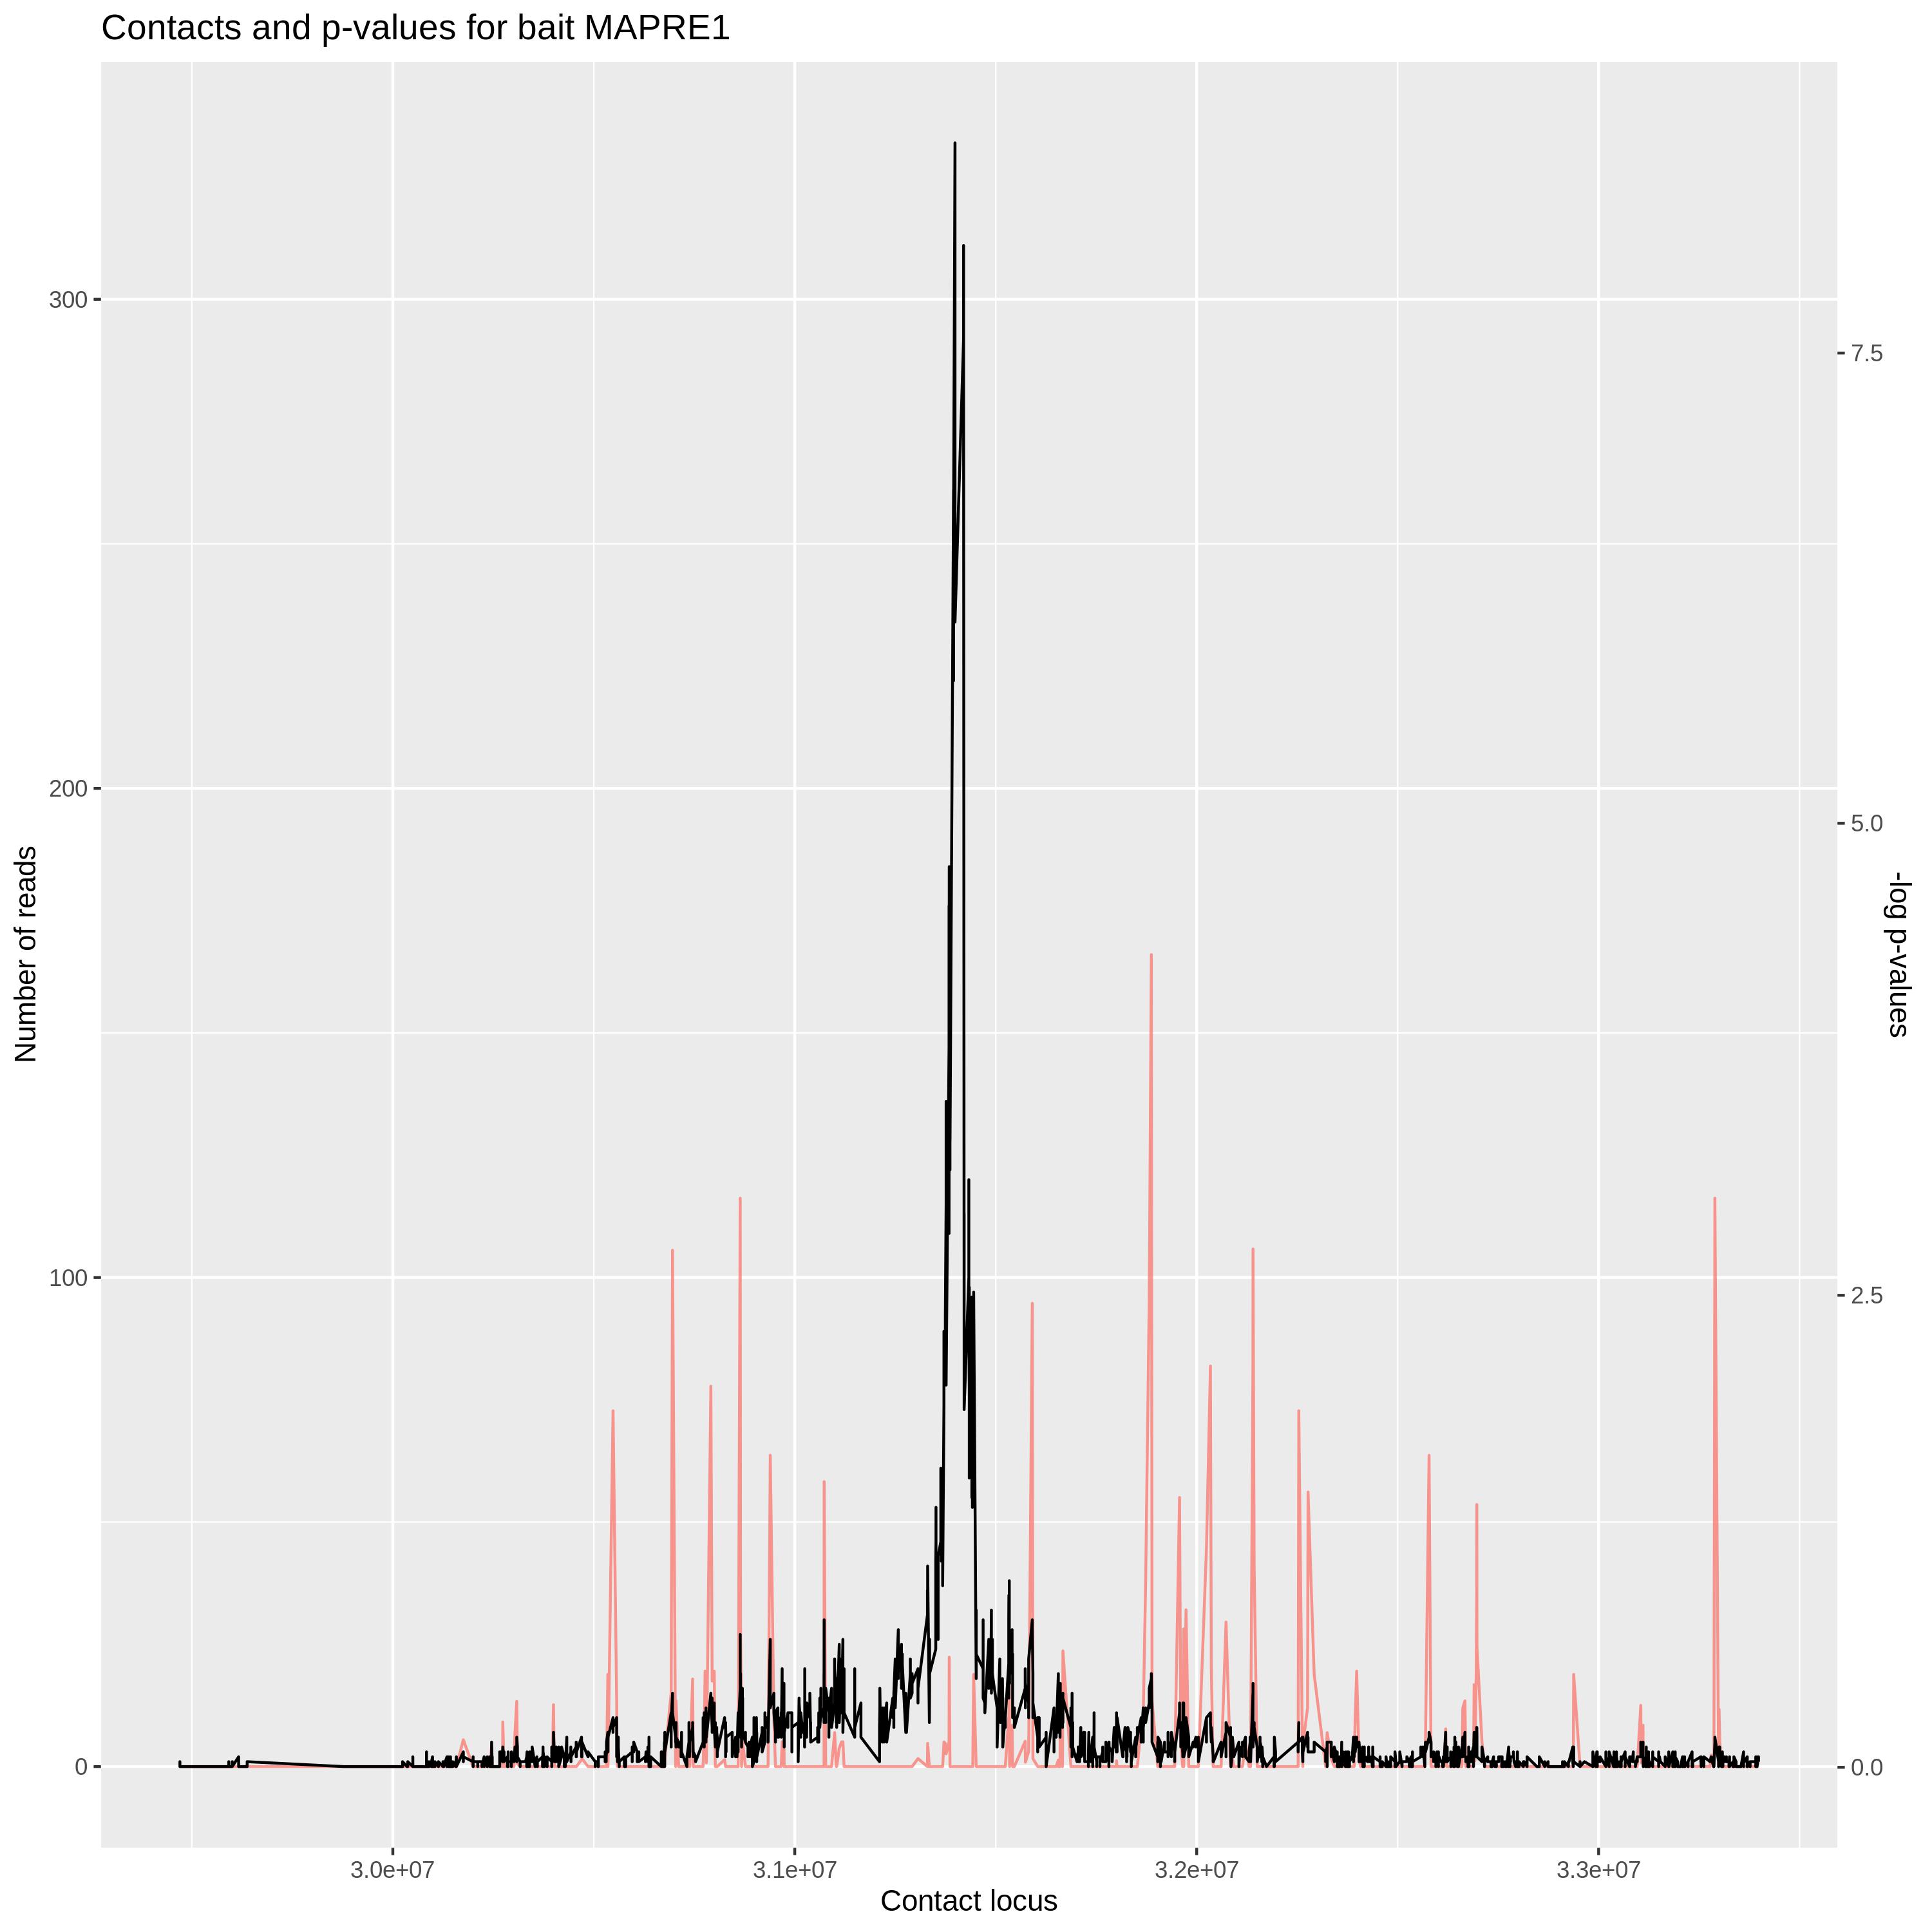 Contacts and p-values for bait MAPRE1
300
200
100
0
Number of reads
7.5
5.0
2.5
0.0
-log p-values
3.0e+07
3.1e+07
3.2e+07
3.3e+07
Contact locus